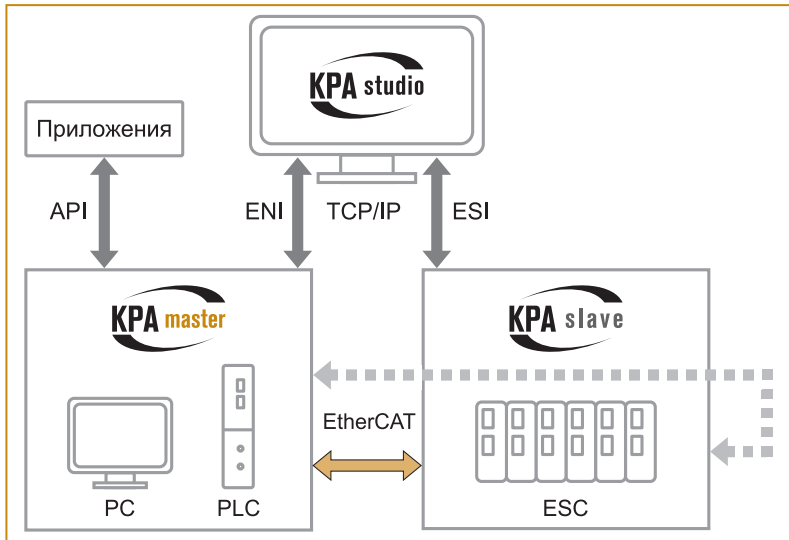 KPA studio
Приложения
API
ENI
TCP/IP
ESI
KPA master
KPA slave
EtherCAT
PC
PLC
ESC